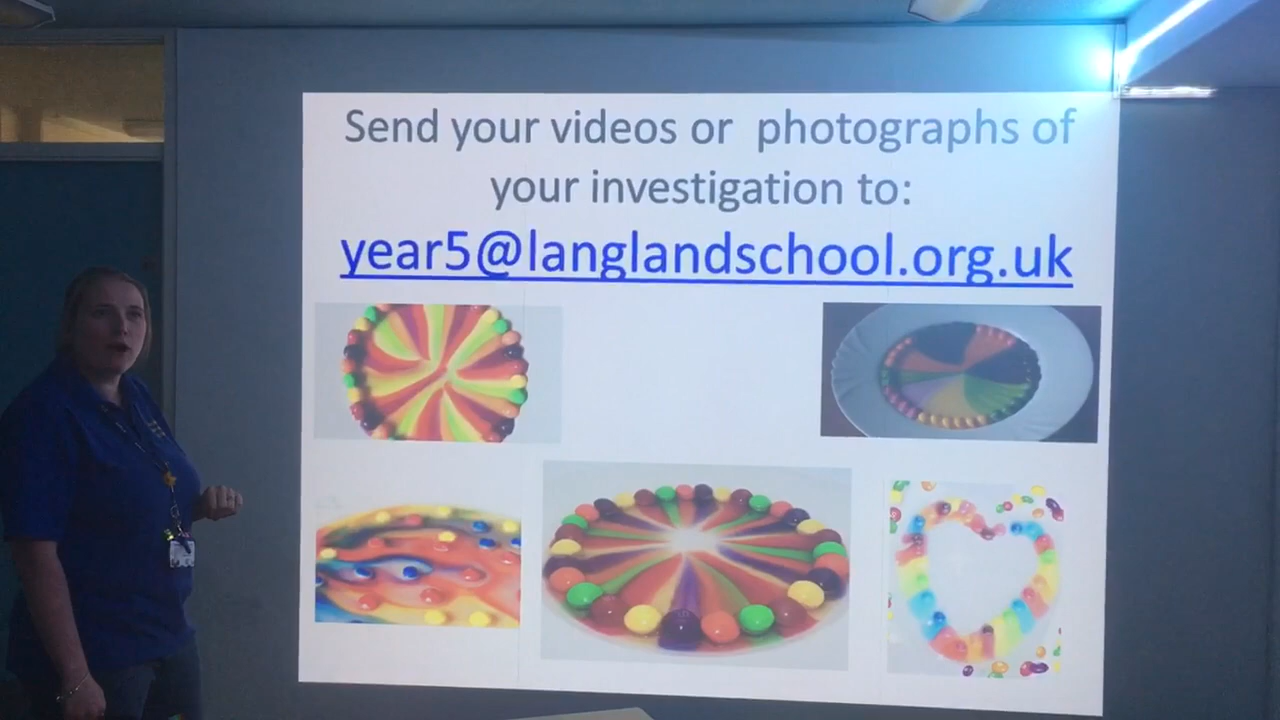 Send your videos or  photographs of
your investigation to:
year5@langlandschool.org.uk